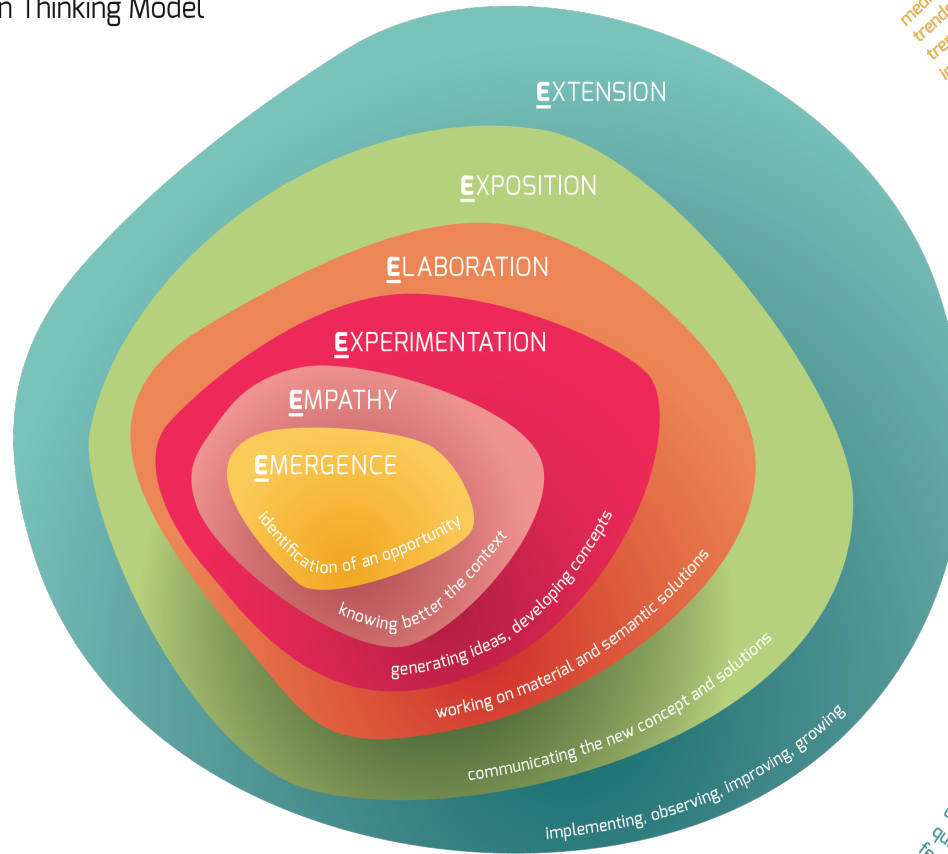 n Thinking Model
EXTENSION
EXPOSITION
ELABORATION
EXPERIMENTATION
EMPATHY
EMERGENCE
identification of an opportunity
knowing better the context
generating ideas, developing concepts
working on material and semantic solutions
communicating the new concept and solutions
implementing, observing, improving, growing